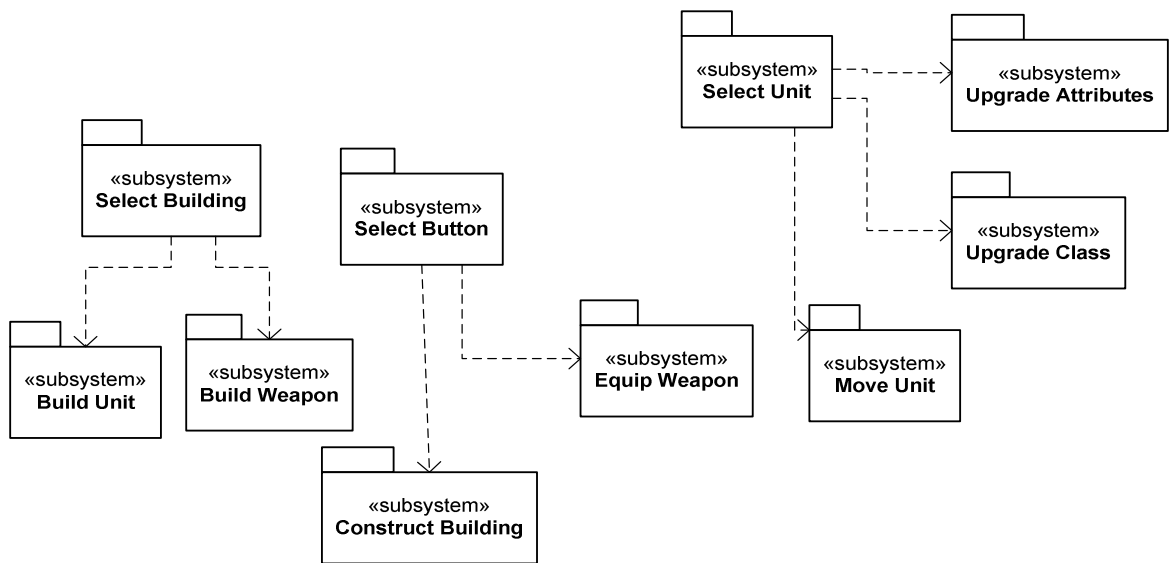 «subsystem»
Select Unit
«subsystem»
Upgrade Attributes
«subsystem»
Select Building
«subsystem»
Select Button
«subsystem»
Upgrade Class
«subsystem»
Build Unit
«subsystem»
Build Weapon
«subsystem»
Equip Weapon
«subsystem»
Move Unit
«subsystem»
Construct Building